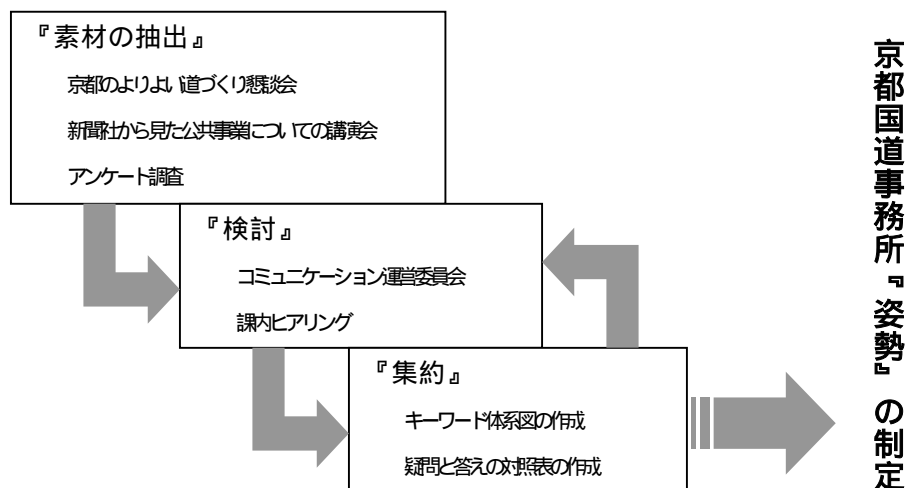 『素材の抽出』
京都のよりよい道づくり懇談会
新聞社から見た公共事業についての講演会
アンケート調査
『検討』
コミュニケーション運営委員会
課内ヒアリング
『集約』
キーワード体系図の作成
疑問と答えの対照表の作成
京都国道事務所『姿勢』の制定